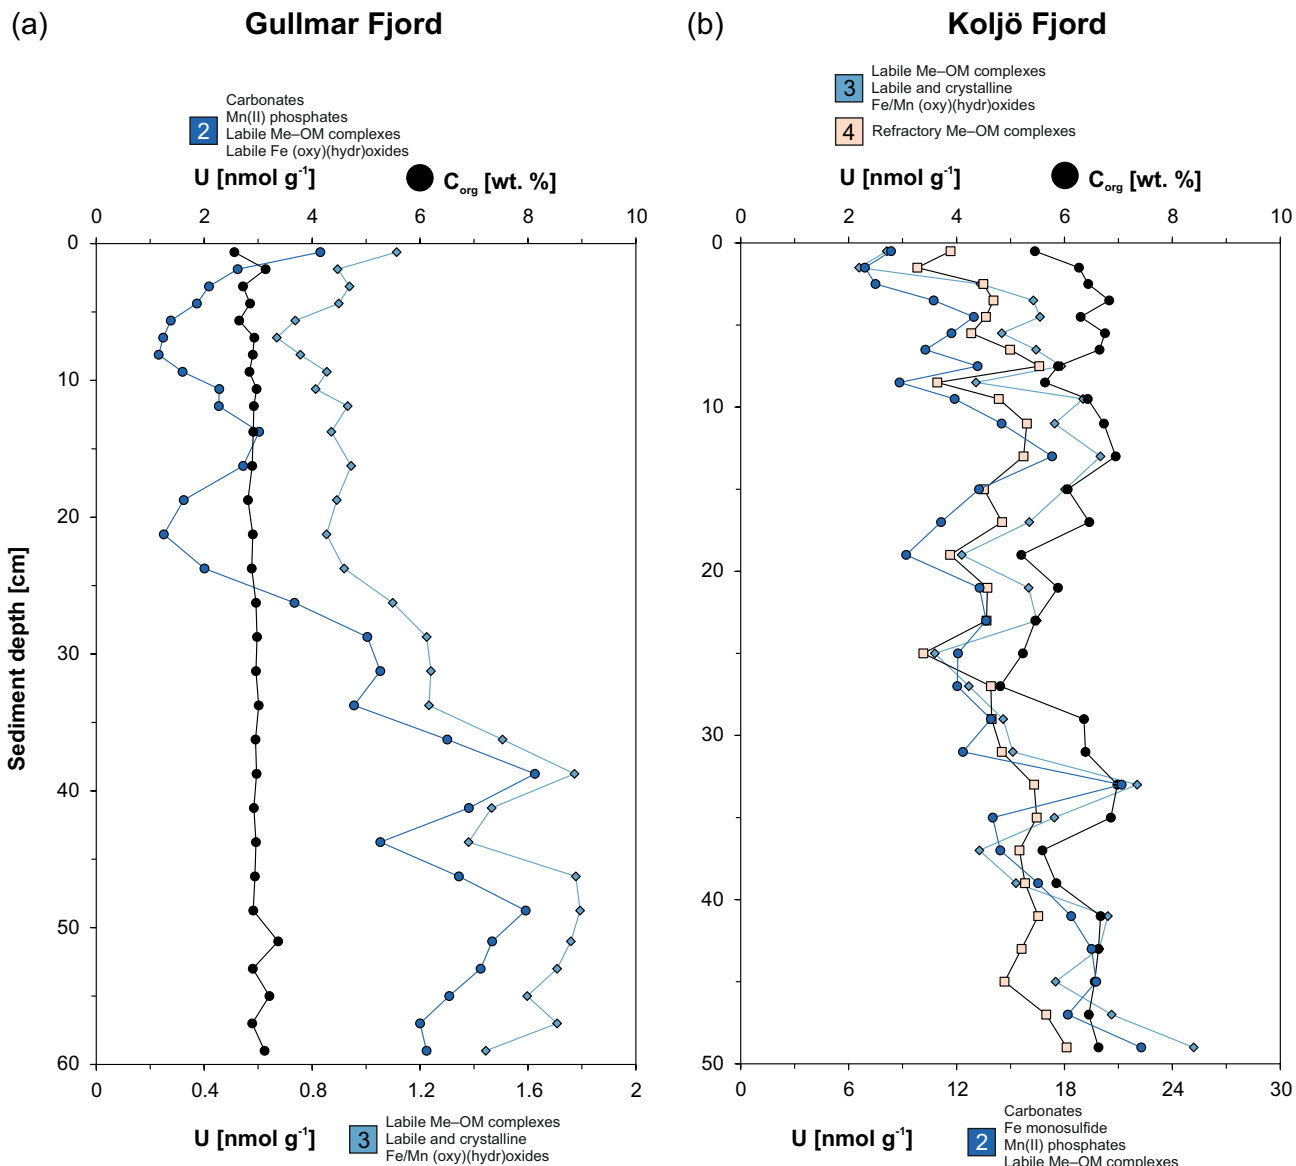 (a)
Gullmar Fjord
2
Carbonates
Mn(II) phosphates
Labile Me–OM complexes
Labile Fe (oxy)(hydr)oxides
U [nmol g-1]
Corg [wt. %]
0 2 4 6 8 10
0
10
20
30
40
50
60
Sediment depth [cm]
0 0.4 0.8 1.2 1.6 2
U [nmol g-1]
3
Labile Me–OM complexes
Labile and crystalline
Fe/Mn (oxy)(hydr)oxides
(b)
Koljö Fjord
3
Labile Me–OM complexes
Labile and crystalline
Fe/Mn (oxy)(hydr)oxides
4 Refractory Me–OM complexes
U [nmol g-1]
Corg [wt. %]
0 2 4 6 8 10
0
10
20
30
40
50
0 6 12 18 24 30
U [nmol g-1]
2
Carbonates
Fe monosulfide
Mn(II) phosphates
Labile Me–OM complexes